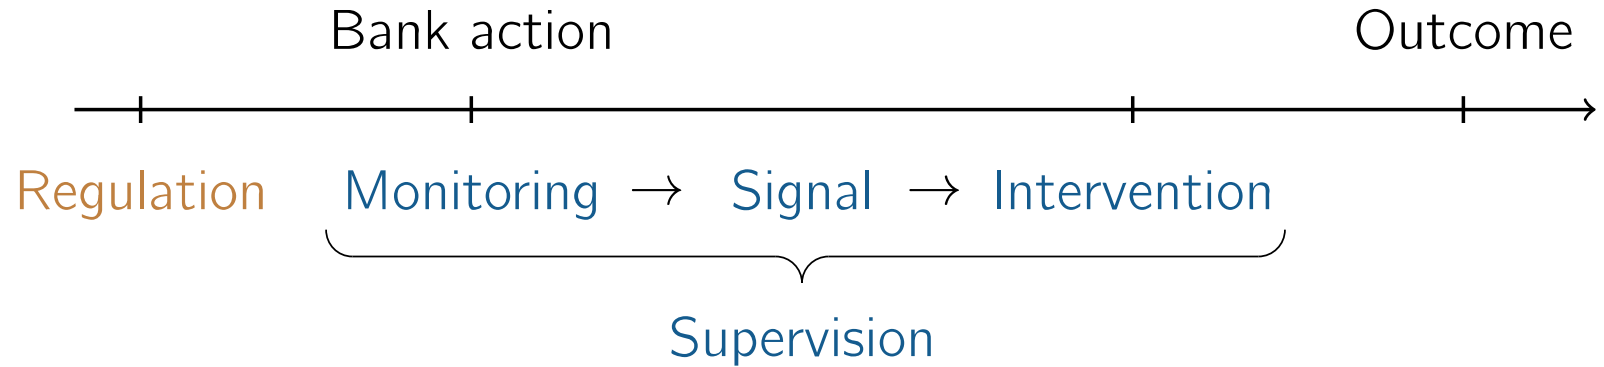 Bank action Outcome
Regulation Monitoring → Signal → Intervention
Supervision